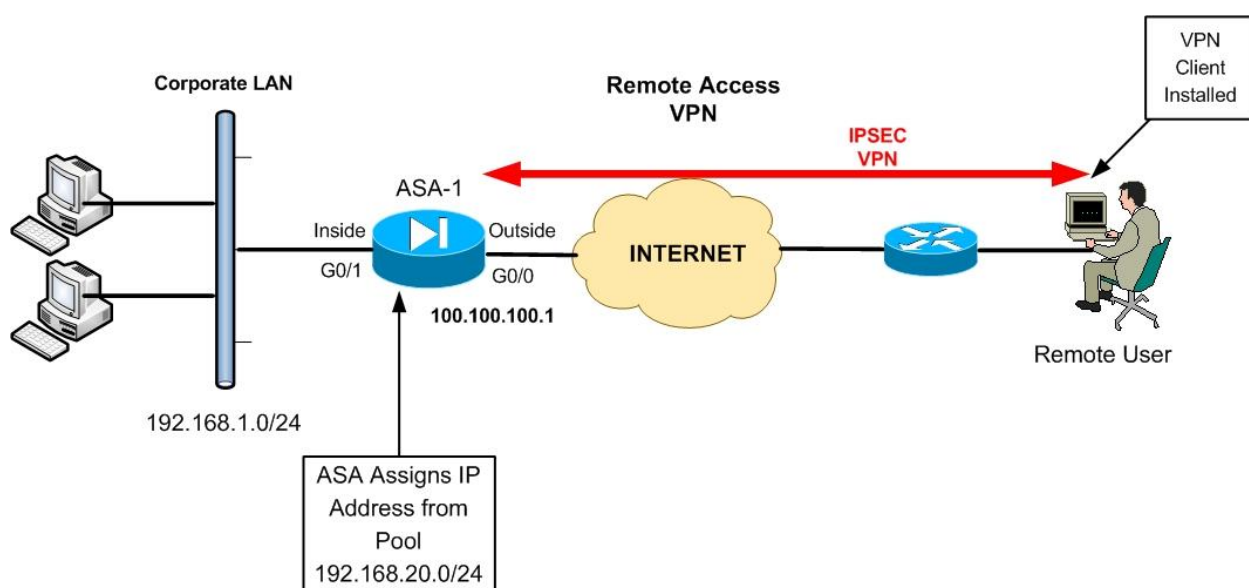 Corporate LAN
Remote Access
VPN
VPN
Client
Installed
IPSEC
VPN
ASA-1
Inside
Outside
G0/1
G0/0
INTERNET
100.100.100.1
Remote User
192.168.1.0/24
ASA Assigns IP
Address from
Pool
192.168.20.0/24